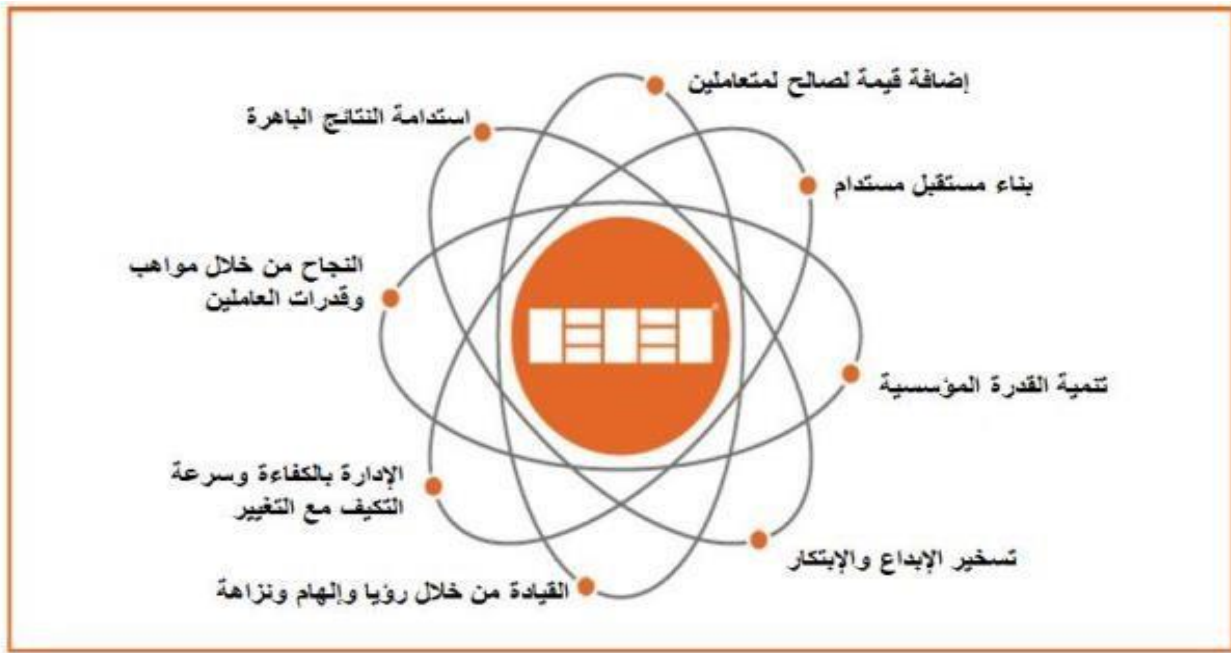 إضافة قيمة لصالح لمتعاملين
استدامة النتائج الباهرة
بناء مستقبل مستدام
النجاح من خلال مواهب
وقدرات العاملين
تنمية القدرة المؤسسية
الإدارة بالكفاءة وسرعة
التكيف مع التغيير
تسخير الإبداع والإبتكار
القيادة من خلال رؤيا وإلهام ونزاهة